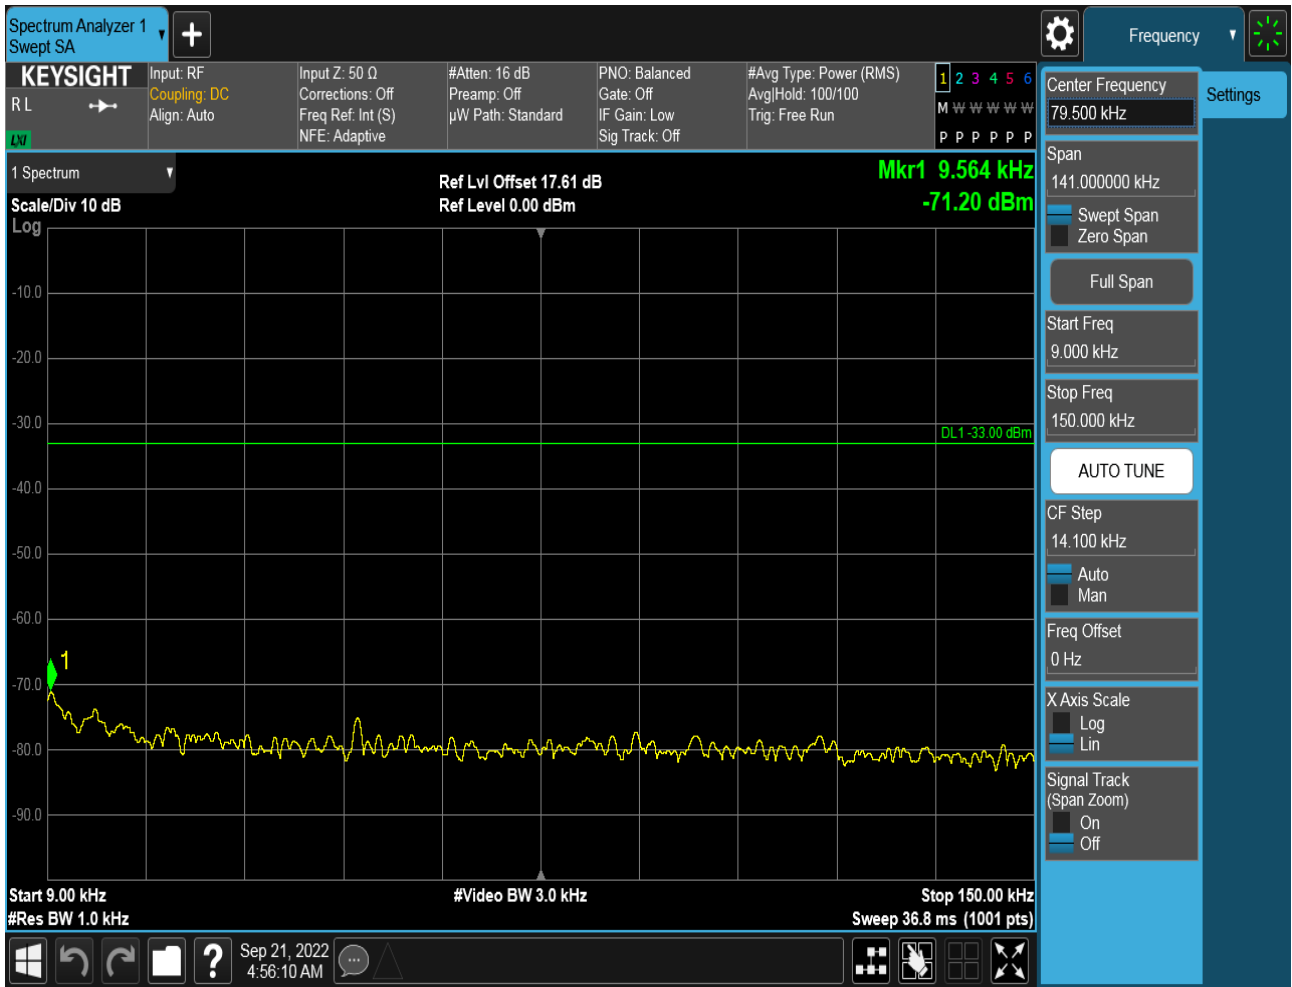 Spectrum Analyzer 1
Swept SA
Frequency
KEYSIGHT
R L
LXI
Input: RF
Coupling: DC
Align: Auto
Input Z: 50 Ω
Corrections: Off
Freq Ref: Int (S)
NFE: Adaptive
#Atten: 16 dB
Preamp: Off
µW Path: Standard
PNO: Balanced
Gate: Off
IF Gain: Low
Sig Track: Off
#Avg Type: Power (RMS)
Avg|Hold: 100/100
Trig: Free Run
1 2 3 4 5 6
M W W W W W
P P P P P P
1 Spectrum
Scale/Div 10 dB
Log
Ref Lvl Offset 17.61 dB
Ref Level 0.00 dBm
Mkr1 9.564 kHz
-71.20 dBm
-10.0
-20.0
-30.0
DL1 -33.00 dBm
-40.0
-50.0
-60.0
1
-70.0
-80.0
-90.0
Start 9.00 kHz
#Res BW 1.0 kHz
#Video BW 3.0 kHz
Stop 150.00 kHz
Sweep 36.8 ms (1001 pts)
Center Frequency
79.500 kHz
Settings
Span
141.000000 kHz
Swept Span
Zero Span
Full Span
Start Freq
9.000 kHz
Stop Freq
150.000 kHz
AUTO TUNE
CF Step
14.100 kHz
Auto
Man
Freq Offset
0 Hz
X Axis Scale
Log
Lin
Signal Track
(Span Zoom)
On
Off
?
Sep 21, 2022
4:56:10 AM